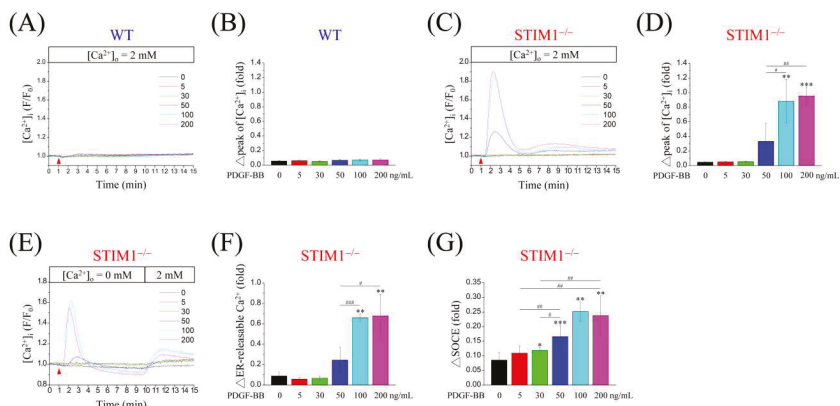 (A)
WT
[Ca²⁺]ₒ = 2 mM
[Ca²⁺]ᵢ (F/F₀)
2.0
1.8
1.6
1.4
1.2
1.0
0
5
30
50
100
200
0 1 2 3 4 5 6 7 8 9 10 11 12 13 14 15
Time (min)
(B)
WT
△peak of [Ca²⁺]ᵢ (fold)
1.6
1.4
1.2
1.0
0.8
0.6
0.4
0.2
0.0
PDGF-BB 0 5 30 50 100 200 ng/mL
(C)
STIM1⁻/⁻
[Ca²⁺]ₒ = 2 mM
[Ca²⁺]ᵢ (F/F₀)
2.0
1.8
1.6
1.4
1.2
1.0
0
5
30
50
100
200
0 1 2 3 4 5 6 7 8 9 10 11 12 13 14 15
Time (min)
(D)
STIM1⁻/⁻
△peak of [Ca²⁺]ᵢ (fold)
1.6
1.4
1.2
1.0
0.8
0.6
0.4
0.2
0.0
##
#
**
***
PDGF-BB 0 5 30 50 100 200 ng/mL
(E)
STIM1⁻/⁻
[Ca²⁺]ₒ = 0 mM 2 mM
[Ca²⁺]ᵢ (F/F₀)
2.0
1.8
1.6
1.4
1.2
1.0
0.8
0
5
30
50
100
200
0 1 2 3 4 5 6 7 8 9 10 11 12 13 14 15
Time (min)
(F)
STIM1⁻/⁻
△ER-releasable Ca²⁺ (fold)
1.0
0.8
0.6
0.4
0.2
0.0
#
###
**
**
PDGF-BB 0 5 30 50 100 200 ng/mL
(G)
STIM1⁻/⁻
△SOCE (fold)
0.35
0.30
0.25
0.20
0.15
0.10
0.05
0.00
##
##
##
#
*
***
**
**
PDGF-BB 0 5 30 50 100 200 ng/mL